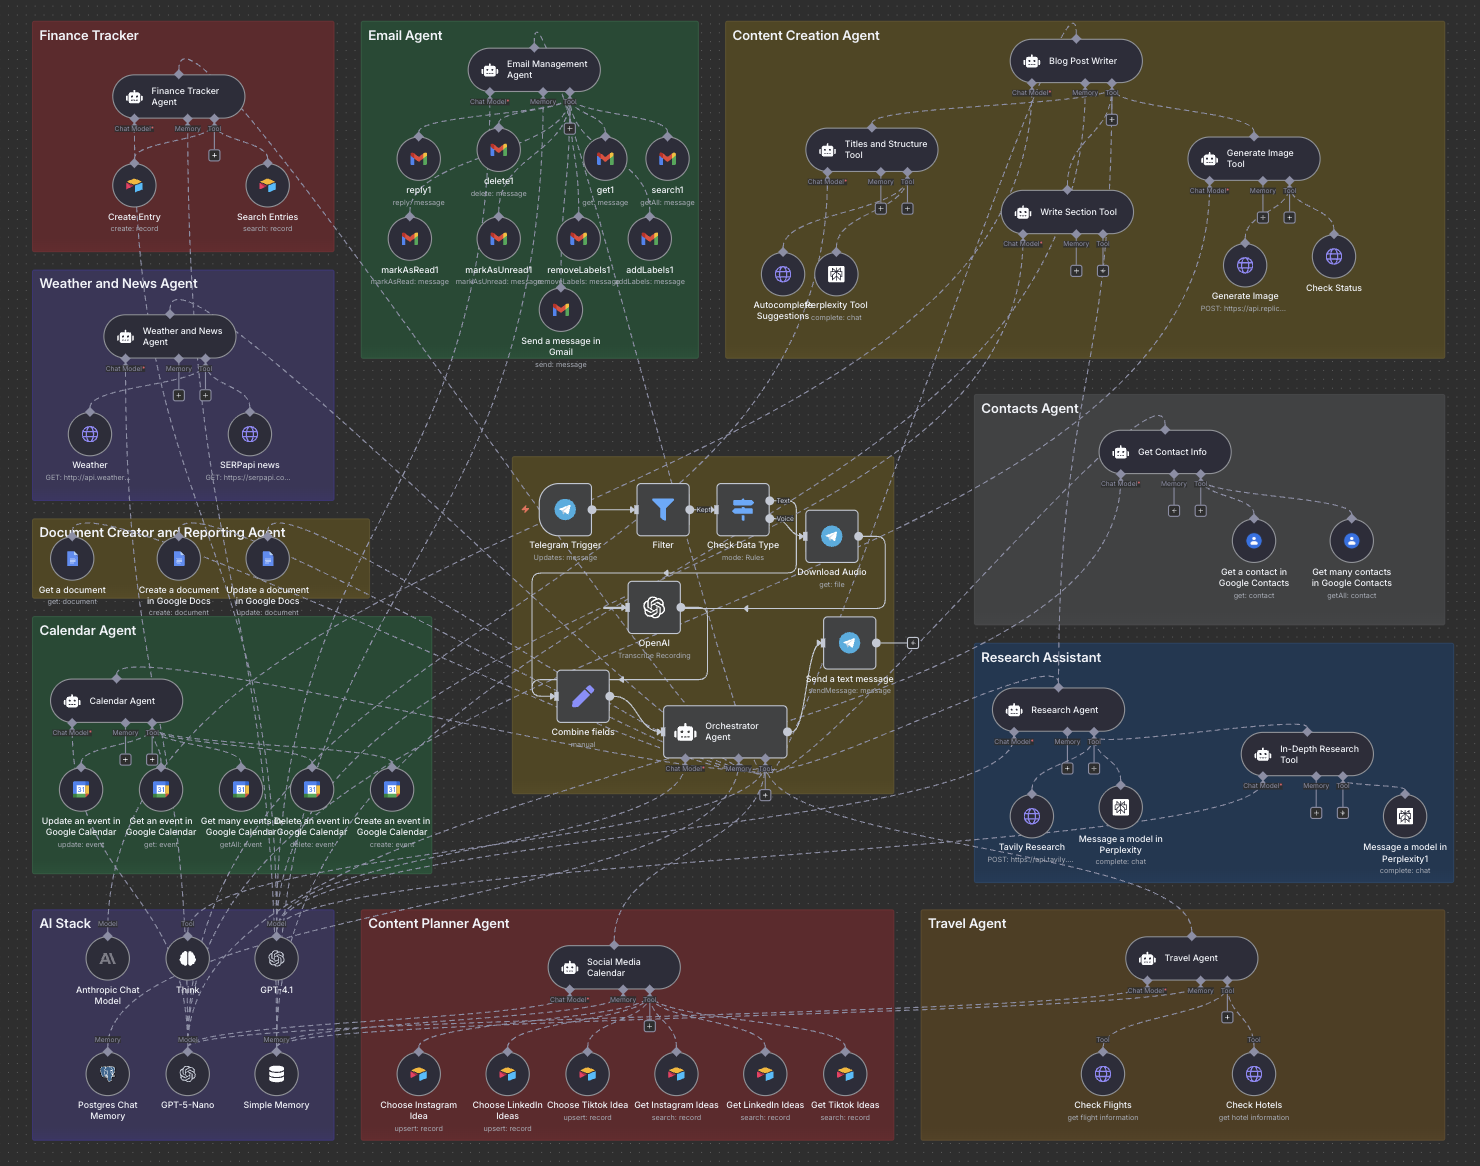 Finance Tracker
Finance Tracker
Agent
Chat Model*
Memory
Tool
Create Entry
create: record
Search Entries
search: record
Email Agent
Email Management
Agent
Chat Model*
Memory
Tool
reply1
reply: message
delete1
delete: message
get1
get: message
search1
getAll: message
markAsRead1
markAsRead: message
markAsUnread1
markAsUnread: message
removeLabels1
removeLabels: message
addLabels1
addLabels: message
Send a message in
Gmail
send: message
Content Creation Agent
Blog Post Writer
Chat Model*
Memory
Tool
Titles and Structure
Tool
Chat Model*
Memory
Tool
Generate Image
Tool
Chat Model*
Memory
Tool
Write Section Tool
Chat Model*
Memory
Tool
Autocomplete
Suggestions
Perplexity Tool
complete: chat
Generate Image
POST: https://api.replic...
Check Status
Weather and News Agent
Weather and News
Agent
Chat Model*
Memory
Tool
Weather
GET: http://api.weather...
SERPapi news
GET: https://serpapi.co...
Contacts Agent
Get Contact Info
Chat Model*
Memory
Tool
Get a contact in
Google Contacts
get: contact
Get many contacts
in Google Contacts
getAll: contact
Telegram Trigger
Updates: message
Filter
Kept
Check Data Type
mode: Rules
Text
Voice
Download Audio
get: file
OpenAI
Transcribe Recording
Send a text message
sendMessage: message
Combine fields
manual
Orchestrator
Agent
Chat Model*
Memory
Tool
Document Creator and Reporting Agent
Get a document
get: document
Create a document
in Google Docs
create: document
Update a document
in Google Docs
update: document
Calendar Agent
Calendar Agent
Chat Model*
Memory
Tool
Update an event in
Google Calendar
update: event
Get an event in
Google Calendar
get: event
Get many events in
Google Calendar
getAll: event
Delete an event in
Google Calendar
delete: event
Create an event in
Google Calendar
create: event
Research Assistant
Research Agent
Chat Model*
Memory
Tool
In-Depth Research
Tool
Chat Model*
Memory
Tool
Tavily Research
POST: https://api.tavily....
Message a model in
Perplexity
complete: chat
Message a model in
Perplexity1
complete: chat
AI Stack
Model
Tool
Model
Anthropic Chat
Model
Think
GPT-4.1
Memory
Model
Memory
Postgres Chat
Memory
GPT-5-Nano
Simple Memory
Content Planner Agent
Social Media
Calendar
Chat Model*
Memory
Tool
Choose Instagram
Idea
upsert: record
Choose LinkedIn
Ideas
upsert: record
Choose Tiktok Idea
upsert: record
Get Instagram Ideas
search: record
Get LinkedIn Ideas
search: record
Get Tiktok Ideas
search: record
Travel Agent
Travel Agent
Chat Model*
Memory
Tool
Tool
Tool
Check Flights
get flight information
Check Hotels
get hotel information